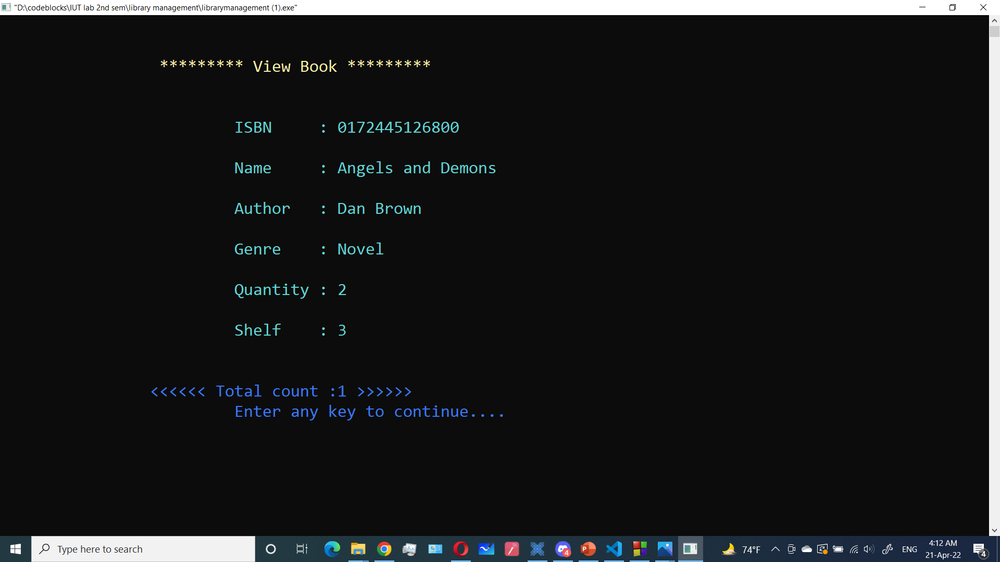 "D:\codeblocks\IUT lab 2nd sem\library management\librarymanagement (1).exe"
********* View Book *********
ISBN : 0172445126800
Name : Angels and Demons
Author : Dan Brown
Genre : Novel
Quantity : 2
Shelf : 3
<<<<<< Total count :1 >>>>>>
Enter any key to continue....
Type here to search
4
P
74°F
ENG
4:12 AM
21-Apr-22
4